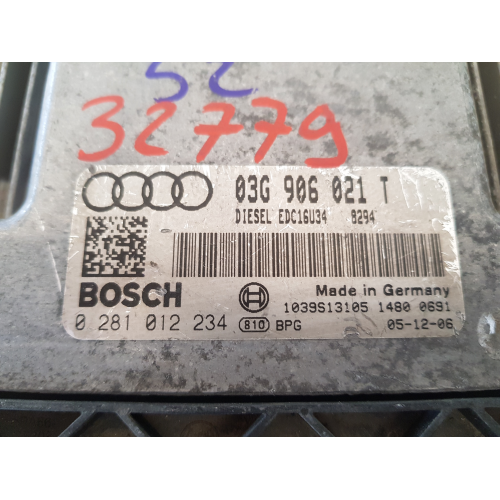 SL
32779
03G 906 021 T
DIESEL EDC16U34 8294
BOSCH
Made in Germany
1039S13105 1480 0691
0 281 012 234 810 BPG 05-12-06